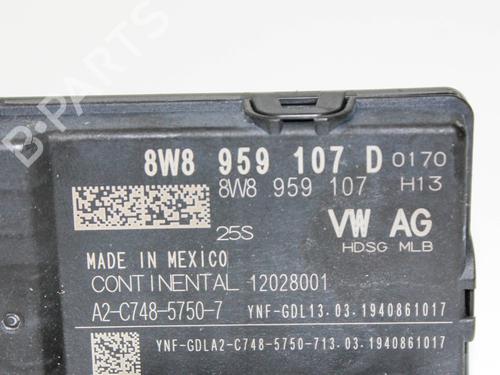 8W8 959 107 D 0170
8W8 959 107 H13
25S
VW AG
HDSG MLB
MADE IN MEXICO
CONTINENTAL 12028001
A2-C748-5750-7 YNF-GDL13.03.1940861017
YNF-GDLA2-C748-5750-713.03.1940861017
B-PARTS